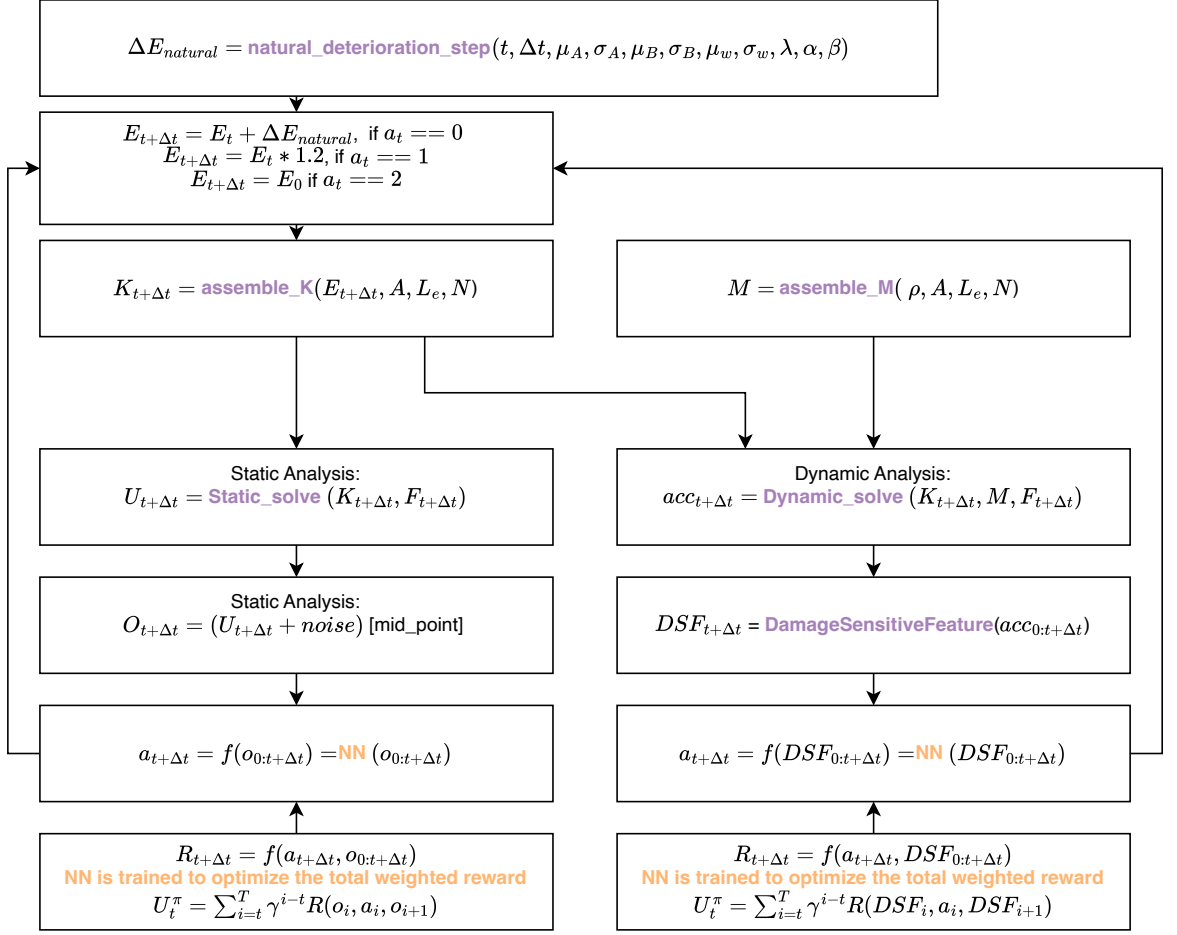 ΔE_natural = natural_deterioration_step(t, Δt, μ_A, σ_A, μ_B, σ_B, μ_w, σ_w, λ, α, β)
E_{t+Δt} = E_t + ΔE_natural, if a_t == 0
E_{t+Δt} = E_t * 1.2, if a_t == 1
E_{t+Δt} = E_0 if a_t == 2
K_{t+Δt} = assemble_K(E_{t+Δt}, A, L_e, N)
M = assemble_M( ρ, A, L_e, N)
Static Analysis:
U_{t+Δt} = Static_solve (K_{t+Δt}, F_{t+Δt})
Dynamic Analysis:
acc_{t+Δt} = Dynamic_solve (K_{t+Δt}, M, F_{t+Δt})
Static Analysis:
O_{t+Δt} = (U_{t+Δt} + noise) [mid_point]
DSF_{t+Δt} = DamageSensitiveFeature(acc_{0:t+Δt})
a_{t+Δt} = f(o_{0:t+Δt}) =NN (o_{0:t+Δt})
a_{t+Δt} = f(DSF_{0:t+Δt}) =NN (DSF_{0:t+Δt})
R_{t+Δt} = f(a_{t+Δt}, o_{0:t+Δt})
NN is trained to optimize the total weighted reward
U_t^π = ∑_{i=t}^T γ^{i-t} R(o_i, a_i, o_{i+1})
R_{t+Δt} = f(a_{t+Δt}, DSF_{0:t+Δt})
NN is trained to optimize the total weighted reward
U_t^π = ∑_{i=t}^T γ^{i-t} R(DSF_i, a_i, DSF_{i+1})